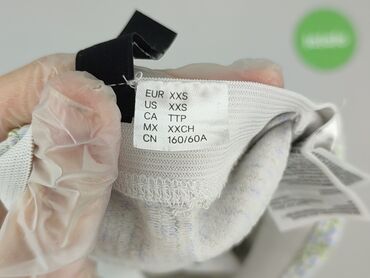 EUR XXS
US XXS
CA TTP
MX XXCH
CN 160/60A